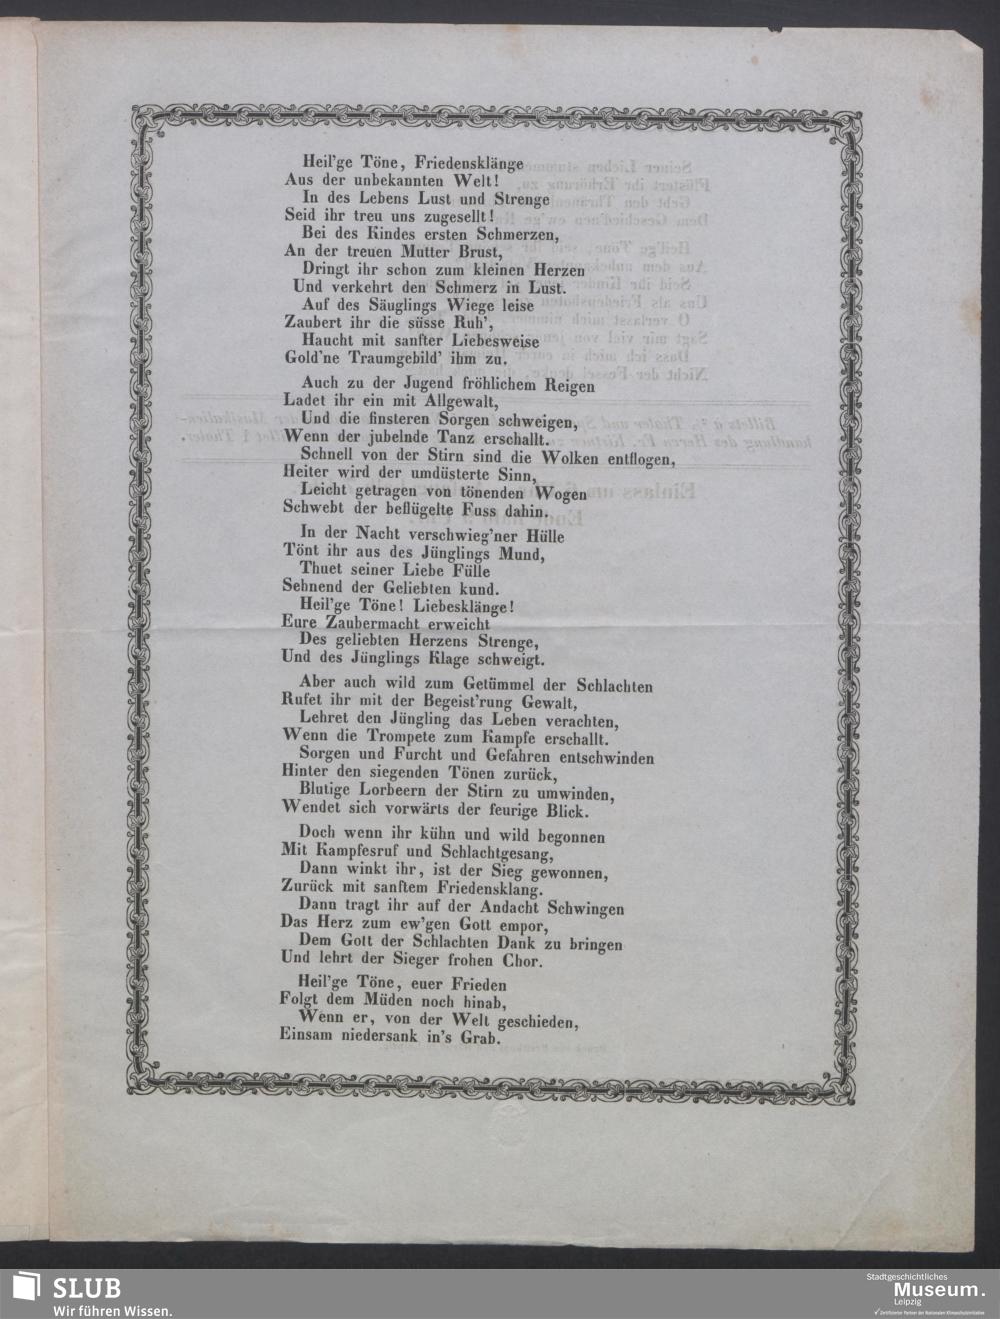 Heil'ge Töne, Friedensklänge
Aus der unbekannten Welt!
In des Lebens Lust und Strenge
Seid ihr treu uns zugesellt!
Bei des Kindes ersten Schmerzen,
An der treuen Mutter Brust,
Dringt ihr schon zum kleinen Herzen
Und verkehrt den Schmerz in Lust.
Auf des Säuglings Wiege leise
Zaubert ihr die süsse Ruh',
Haucht mit sanfter Liebesweise
Gold'ne Traumgebild' ihm zu.
Auch zu der Jugend fröhlichem Reigen
Ladet ihr ein mit Allgewalt,
Und die finsteren Sorgen schweigen,
Wenn der jubelnde Tanz erschallt.
Schnell von der Stirn sind die Wolken entflogen,
Heiter wird der umdüsterte Sinn,
Leicht getragen von tönenden Wogen
Schwebt der beflügelte Fuss dahin.
In der Nacht verschwieg'ner Hülle
Tönt ihr aus des Jünglings Mund,
Thuet seiner Liebe Fülle
Sehnend der Geliebten kund.
Heil'ge Töne! Liebesklänge!
Eure Zaubermacht erweicht
Des geliebten Herzens Strenge,
Und des Jünglings Klage schweigt.
Aber auch wild zum Getümmel der Schlachten
Rufet ihr mit der Begeist'rung Gewalt,
Lehret den Jüngling das Leben verachten,
Wenn die Trompete zum Kampfe erschallt.
Sorgen und Furcht und Gefahren entschwinden
Hinter den siegenden Tönen zurück,
Blutige Lorbeern der Stirn zu umwinden,
Wendet sich vorwärts der feurige Blick.
Doch wenn ihr kühn und wild begonnen
Mit Kampfesruf und Schlachtgesang,
Dann winkt ihr, ist der Sieg gewonnen,
Zurück mit sanftem Friedensklang.
Dann tragt ihr auf der Andacht Schwingen
Das Herz zum ew'gen Gott empor,
Dem Gott der Schlachten Dank zu bringen
Und lehrt der Sieger frohen Chor.
Heil'ge Töne, euer Frieden
Folgt dem Müden noch hinab,
Wenn er, von der Welt geschieden,
Einsam niedersank in's Grab.
SLUB
Wir führen Wissen.
Stadtgeschichtliches
Museum.
Leipzig
Zertifizierter Partner der Nationalen Klimaschutzinitiative